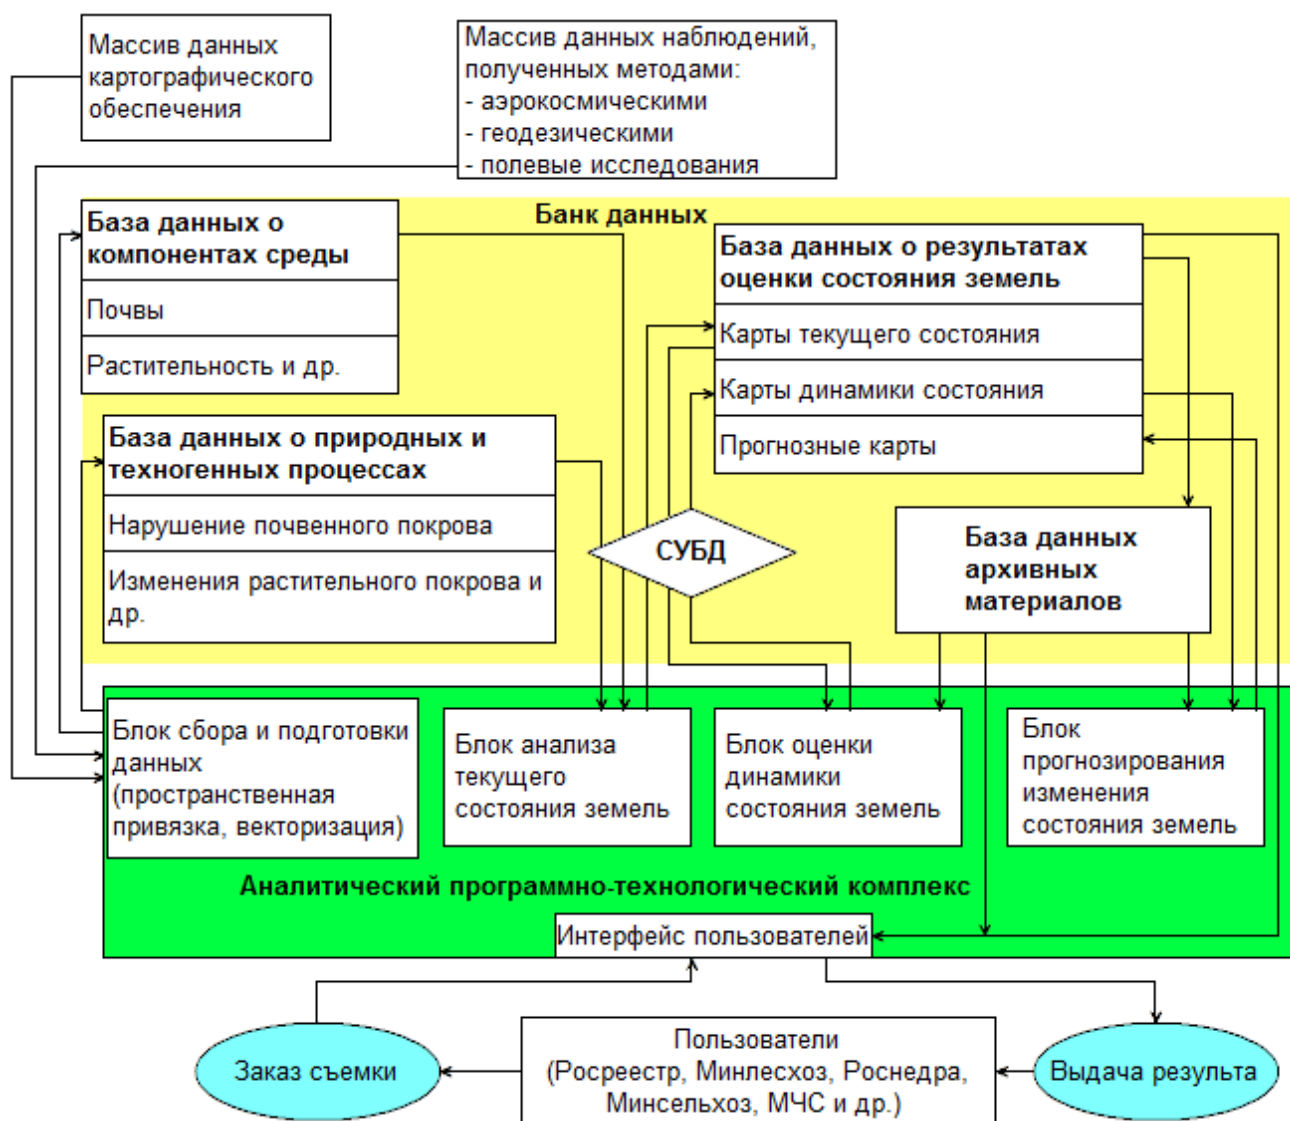 Массив данных
картографического
обеспечения
Массив данных наблюдений,
полученных методами:
- аэрокосмическими
- геодезическими
- полевые исследования
Банк данных
База данных о
компонентах среды
Почвы
Растительность и др.
База данных о результатах
оценки состояния земель
Карты текущего состояния
Карты динамики состояния
Прогнозные карты
База данных о природных и
техногенных процессах
Нарушение почвенного покрова
Изменения растительного покрова и
др.
СУБД
База данных
архивных
материалов
Блок сбора и подготовки
данных
(пространственная
привязка, векторизация)
Блок анализа
текущего
состояния земель
Блок оценки
динамики
состояния земель
Блок
прогнозирования
изменения
состояния земель
Аналитический программно-технологический комплекс
Интерфейс пользователей
Заказ съемки
Пользователи
(Росреестр, Минлесхоз, Роснедра,
Минсельхоз, МЧС и др.)
Выдача результа